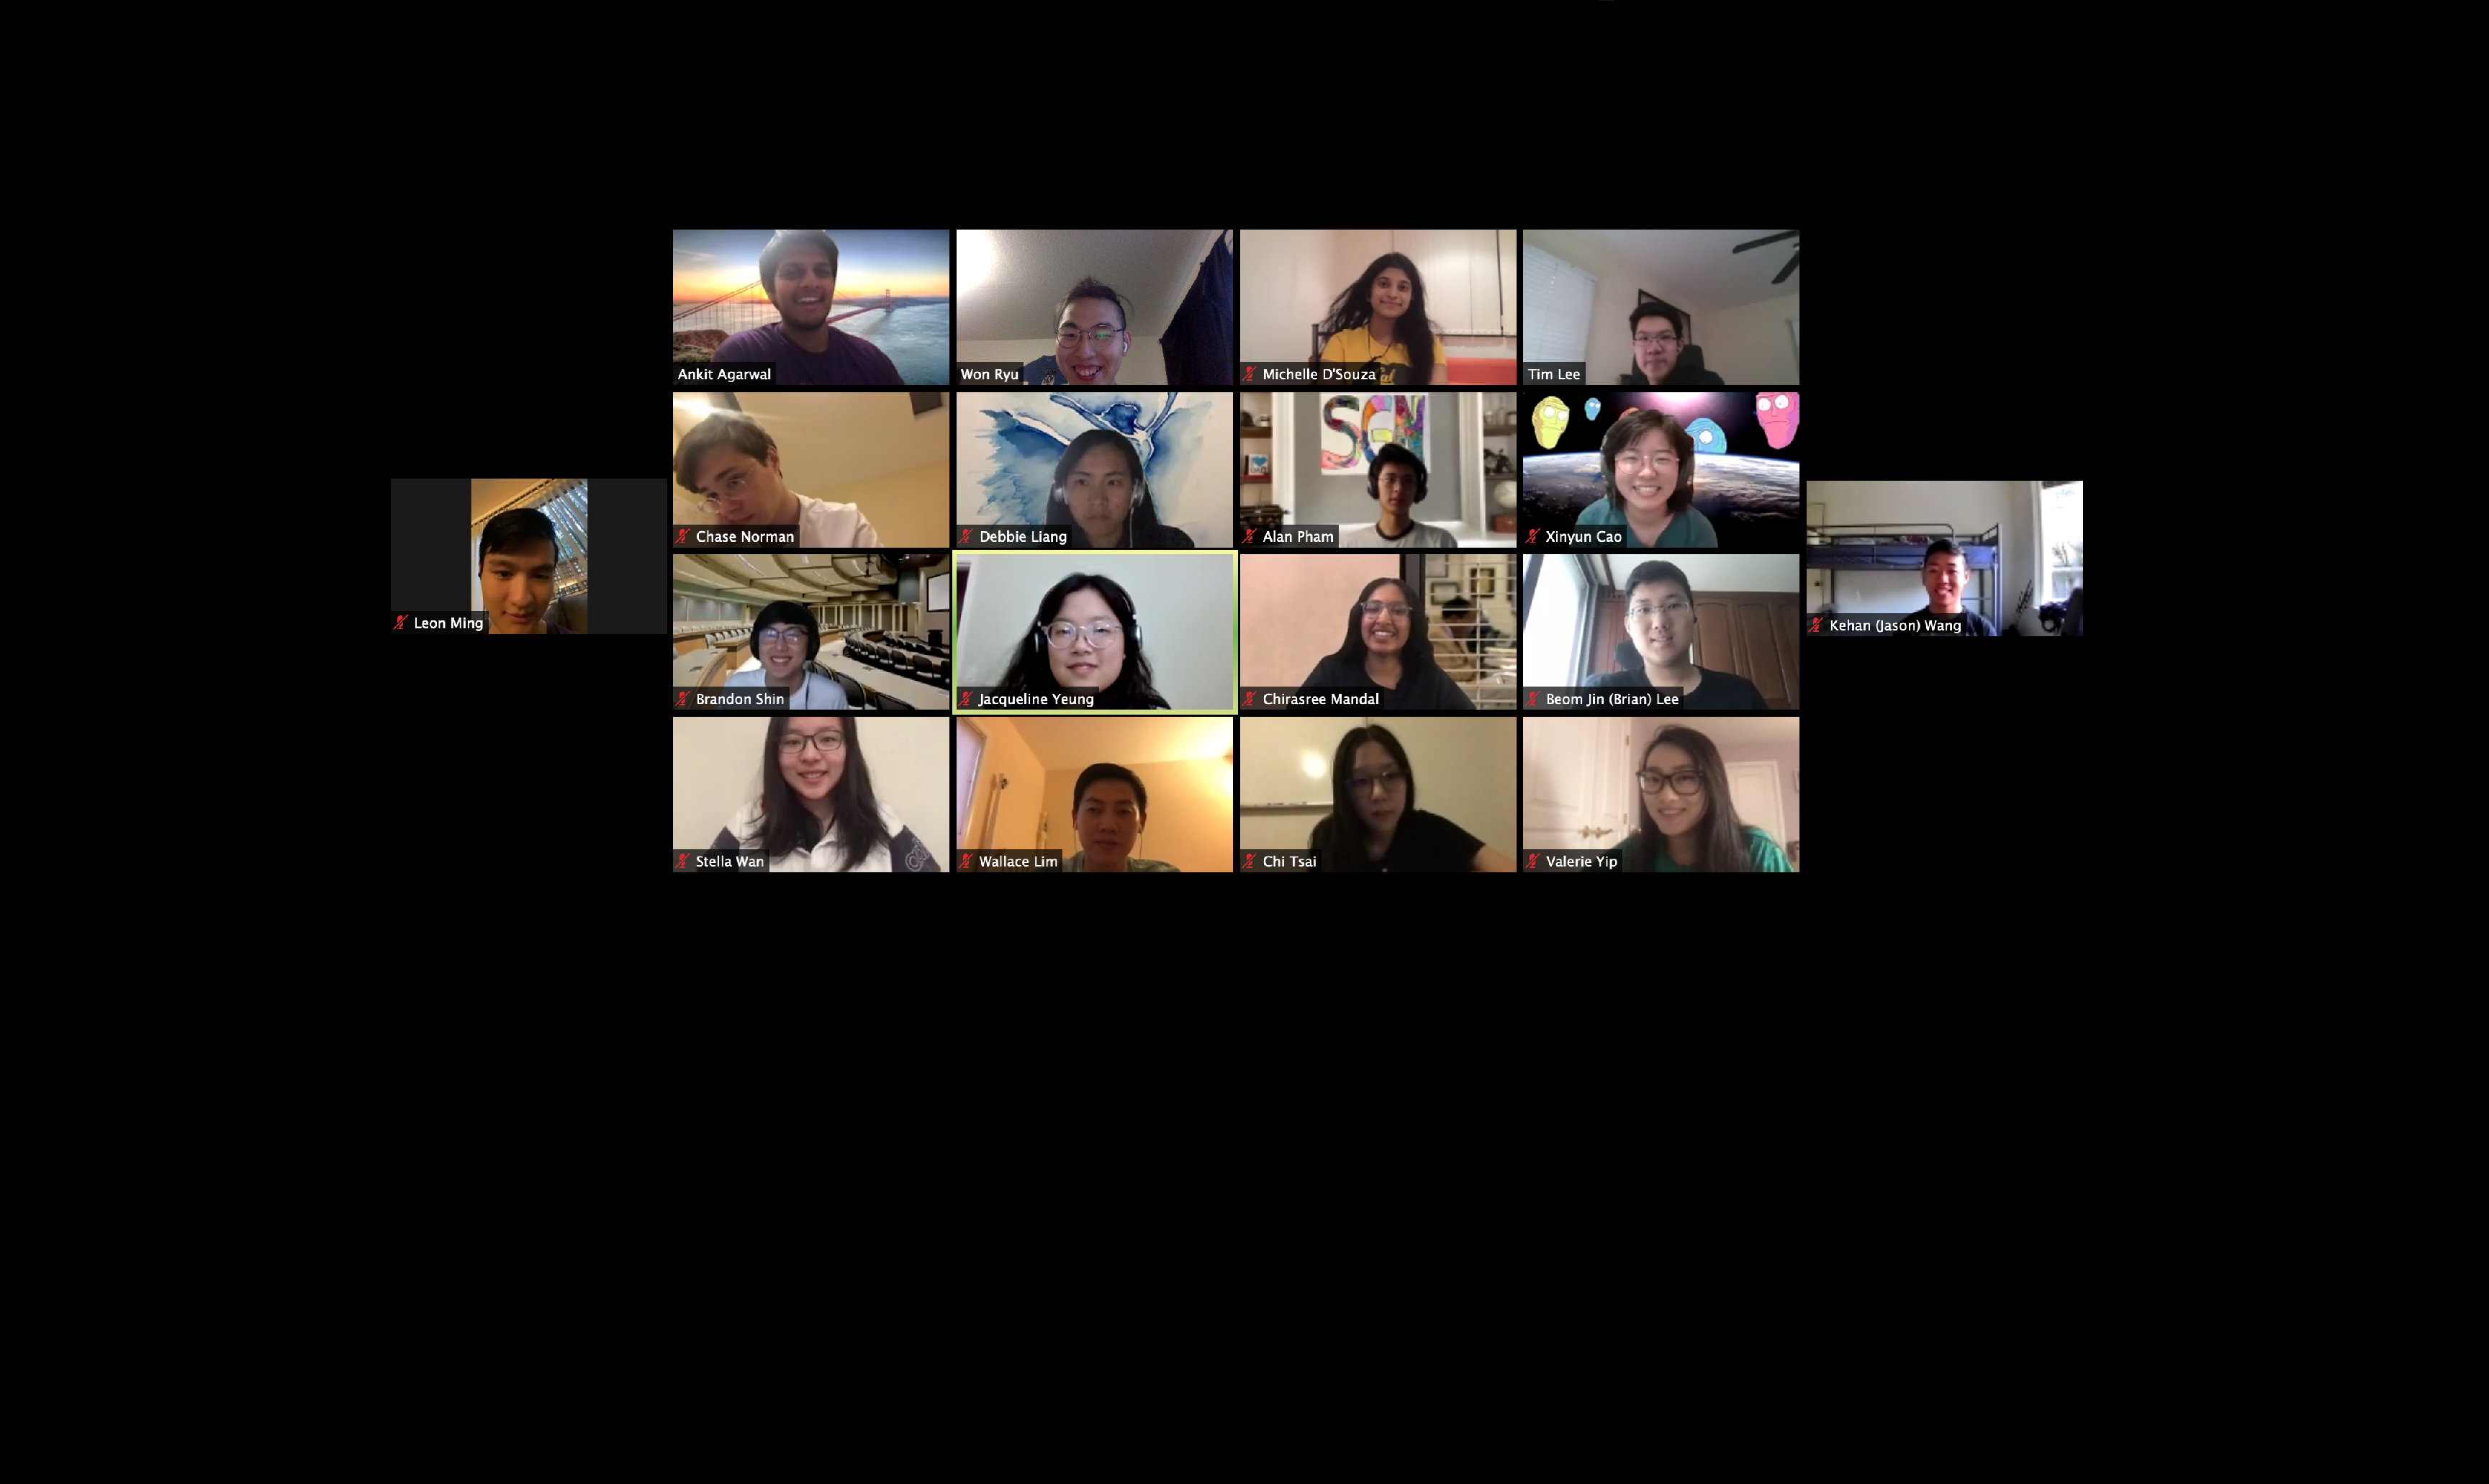 Ankit Agarwal
Won Ryu
Michelle D'Souza
Cal
Tim Lee
Chase Norman
Debbie Liang
SGM
Alan Pham
Xinyun Cao
Leon Ming
Brandon Shin
Jacqueline Yeung
Chirasree Mandal
Beom Jin (Brian) Lee
Kehan (Jason) Wang
Stella Wan
Wallace Lim
Chi Tsai
Valerie Yip